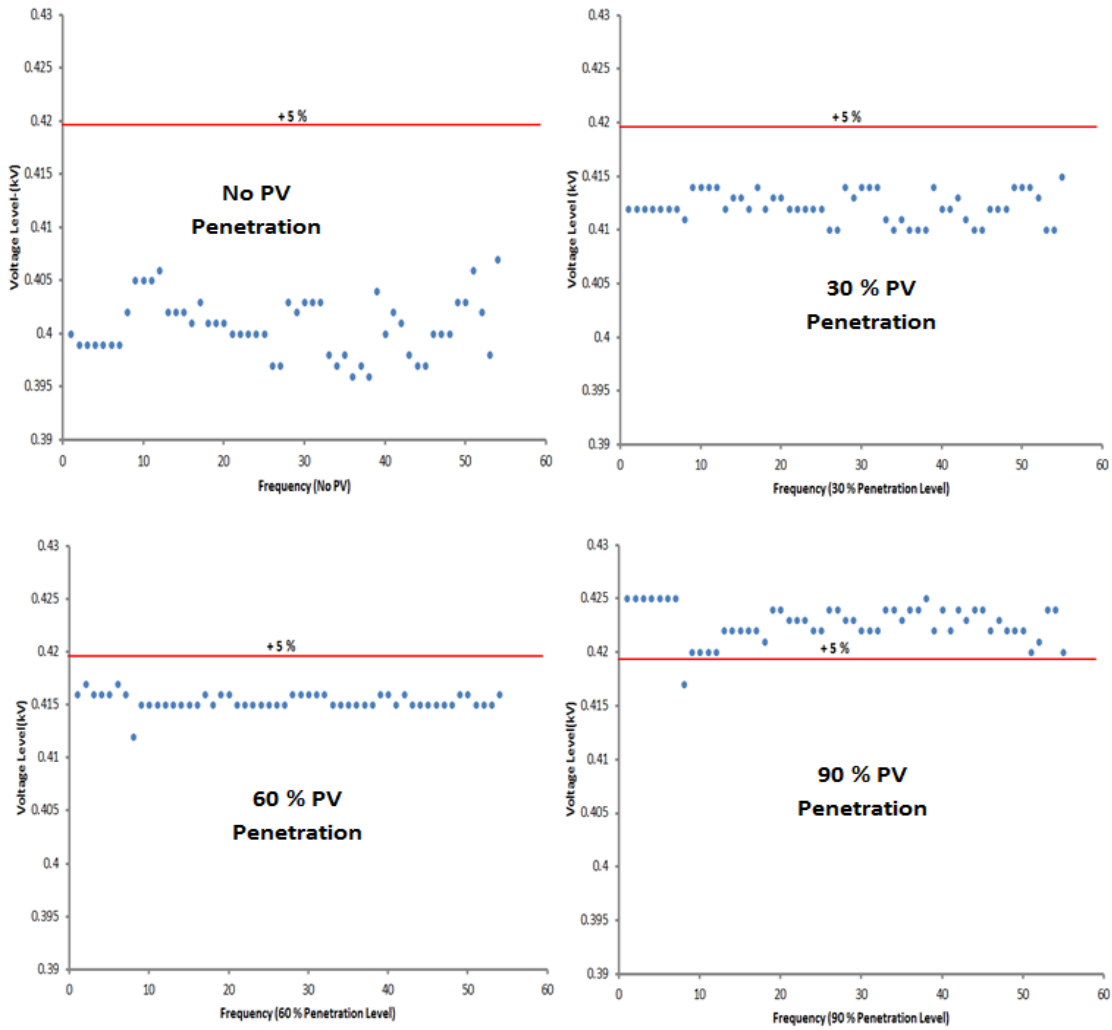 0.43
0.425
0.42
0.415
0.41
0.405
0.4
0.395
0.39
Voltage Level-(kV)
+ 5 %
No PV
Penetration
0 10 20 30 40 50 60
Frequency (No PV)
0.43
0.425
0.42
0.415
0.41
0.405
0.4
0.395
0.39
Voltage Level (kV)
+ 5 %
30 % PV
Penetration
0 10 20 30 40 50 60
Frequency (30 % Penetration Level)
0.43
0.425
0.42
0.415
0.41
0.405
0.4
0.395
0.39
Voltage Level(kV)
+ 5 %
60 % PV
Penetration
0 10 20 30 40 50 60
Frequency (60 % Penetration Level)
0.43
0.425
0.42
0.415
0.41
0.405
0.4
0.395
0.39
Voltage Level(kV)
+ 5 %
90 % PV
Penetration
0 10 20 30 40 50 60
Frequency (90 % Penetration Level)